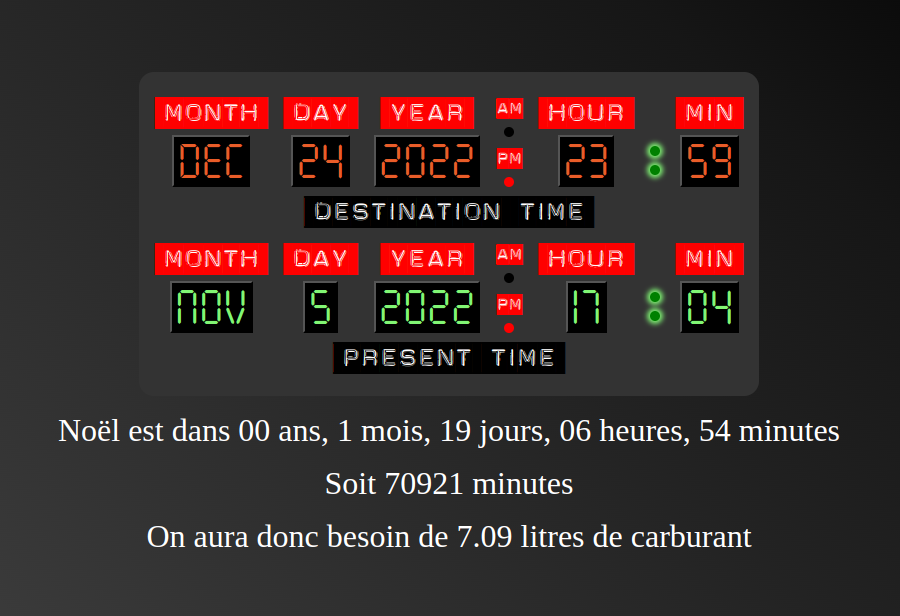 MONTH DAY YEAR AM HOUR MIN
DEC 24 2022 PM 23 : 59
DESTINATION TIME
MONTH DAY YEAR AM HOUR MIN
NOV 5 2022 PM 17 : 04
PRESENT TIME
Noël est dans 00 ans, 1 mois, 19 jours, 06 heures, 54 minutes
Soit 70921 minutes
On aura donc besoin de 7.09 litres de carburant